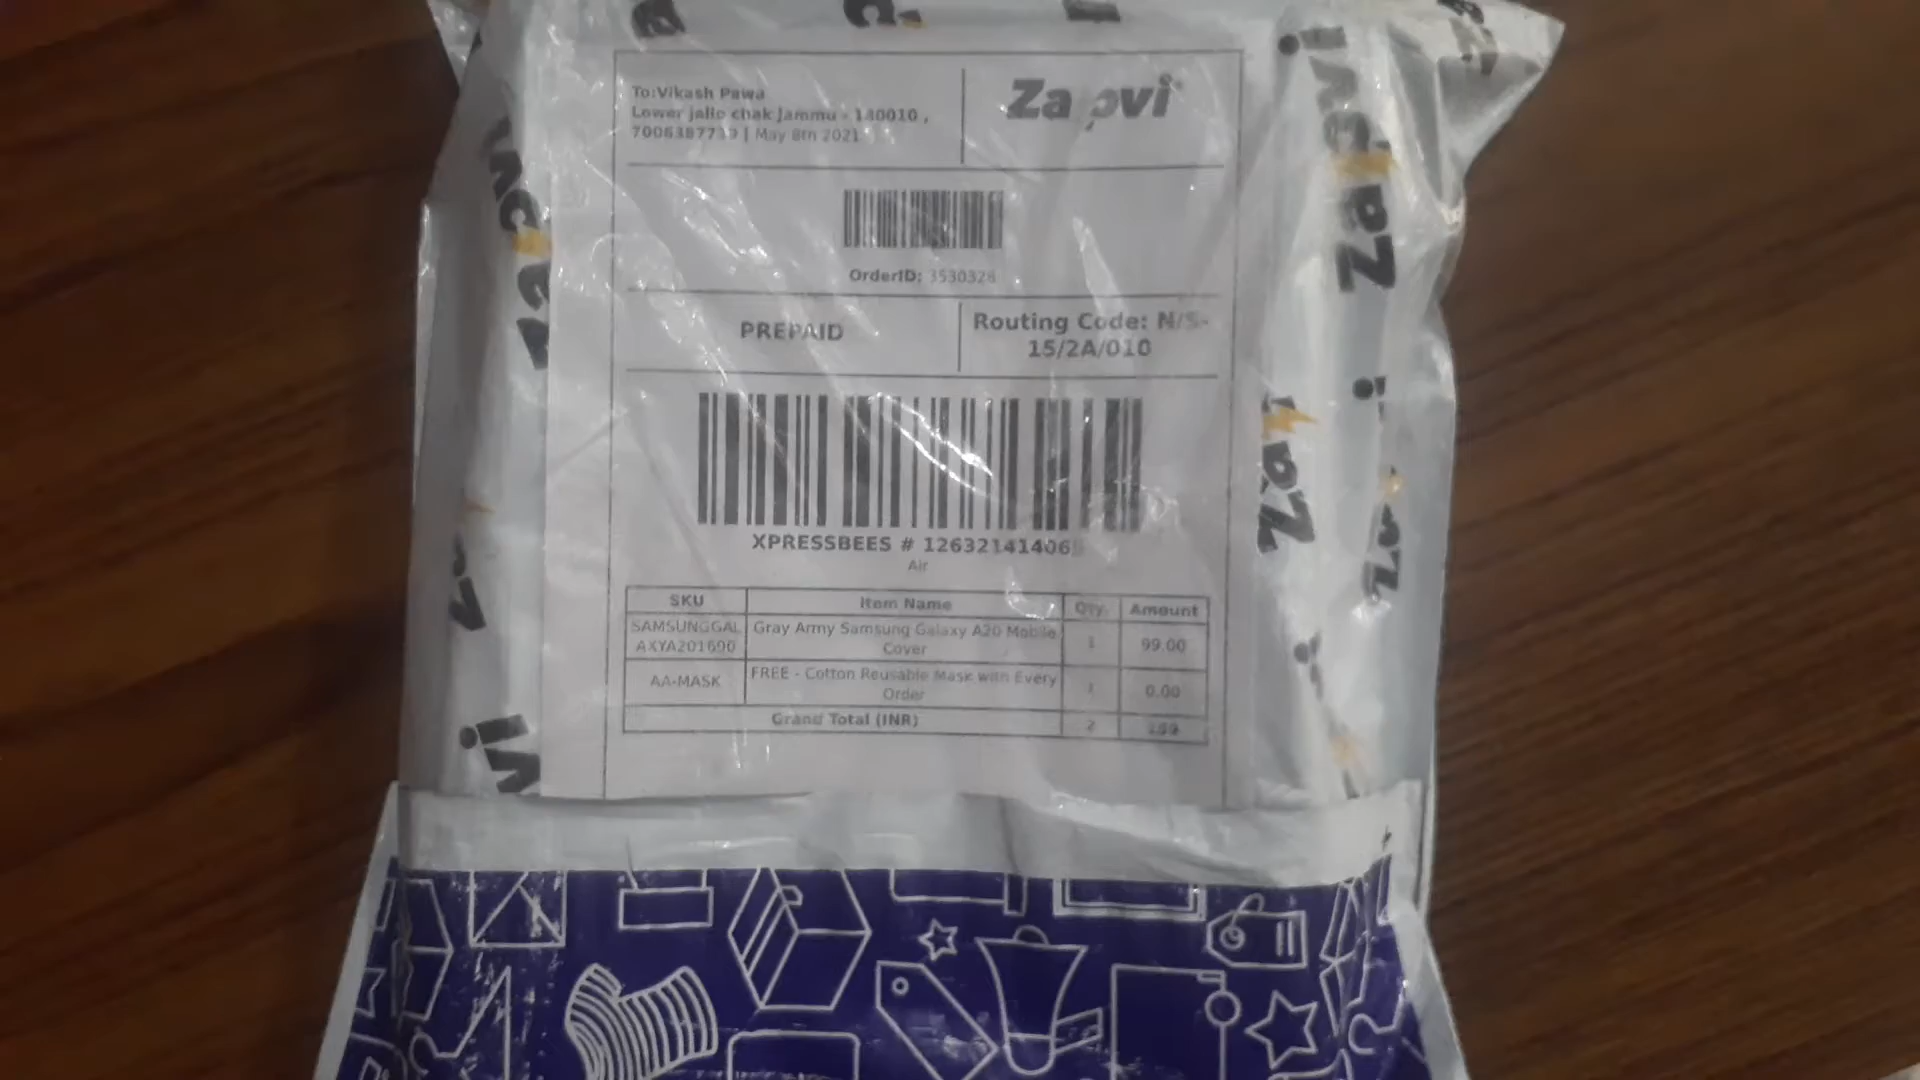 To:Vikash Pawa
Lower jallo chak Jammu - 180010 ,
| May 8th 2021
Zapvi
OrderID: 3530328
PREPAID
Routing Code: N/S-
15/2A/010
XPRESSBEES #
Air
SKU Item Name Qty. Amount
SAMSUNGGAL
AXYA201690
Gray Army Samsung Galaxy A20 Mobile
Cover
1 99.00
AA-MASK
FREE - Cotton Reusable Mask with Every
Order
1 0.00
Grand Total (INR) 2